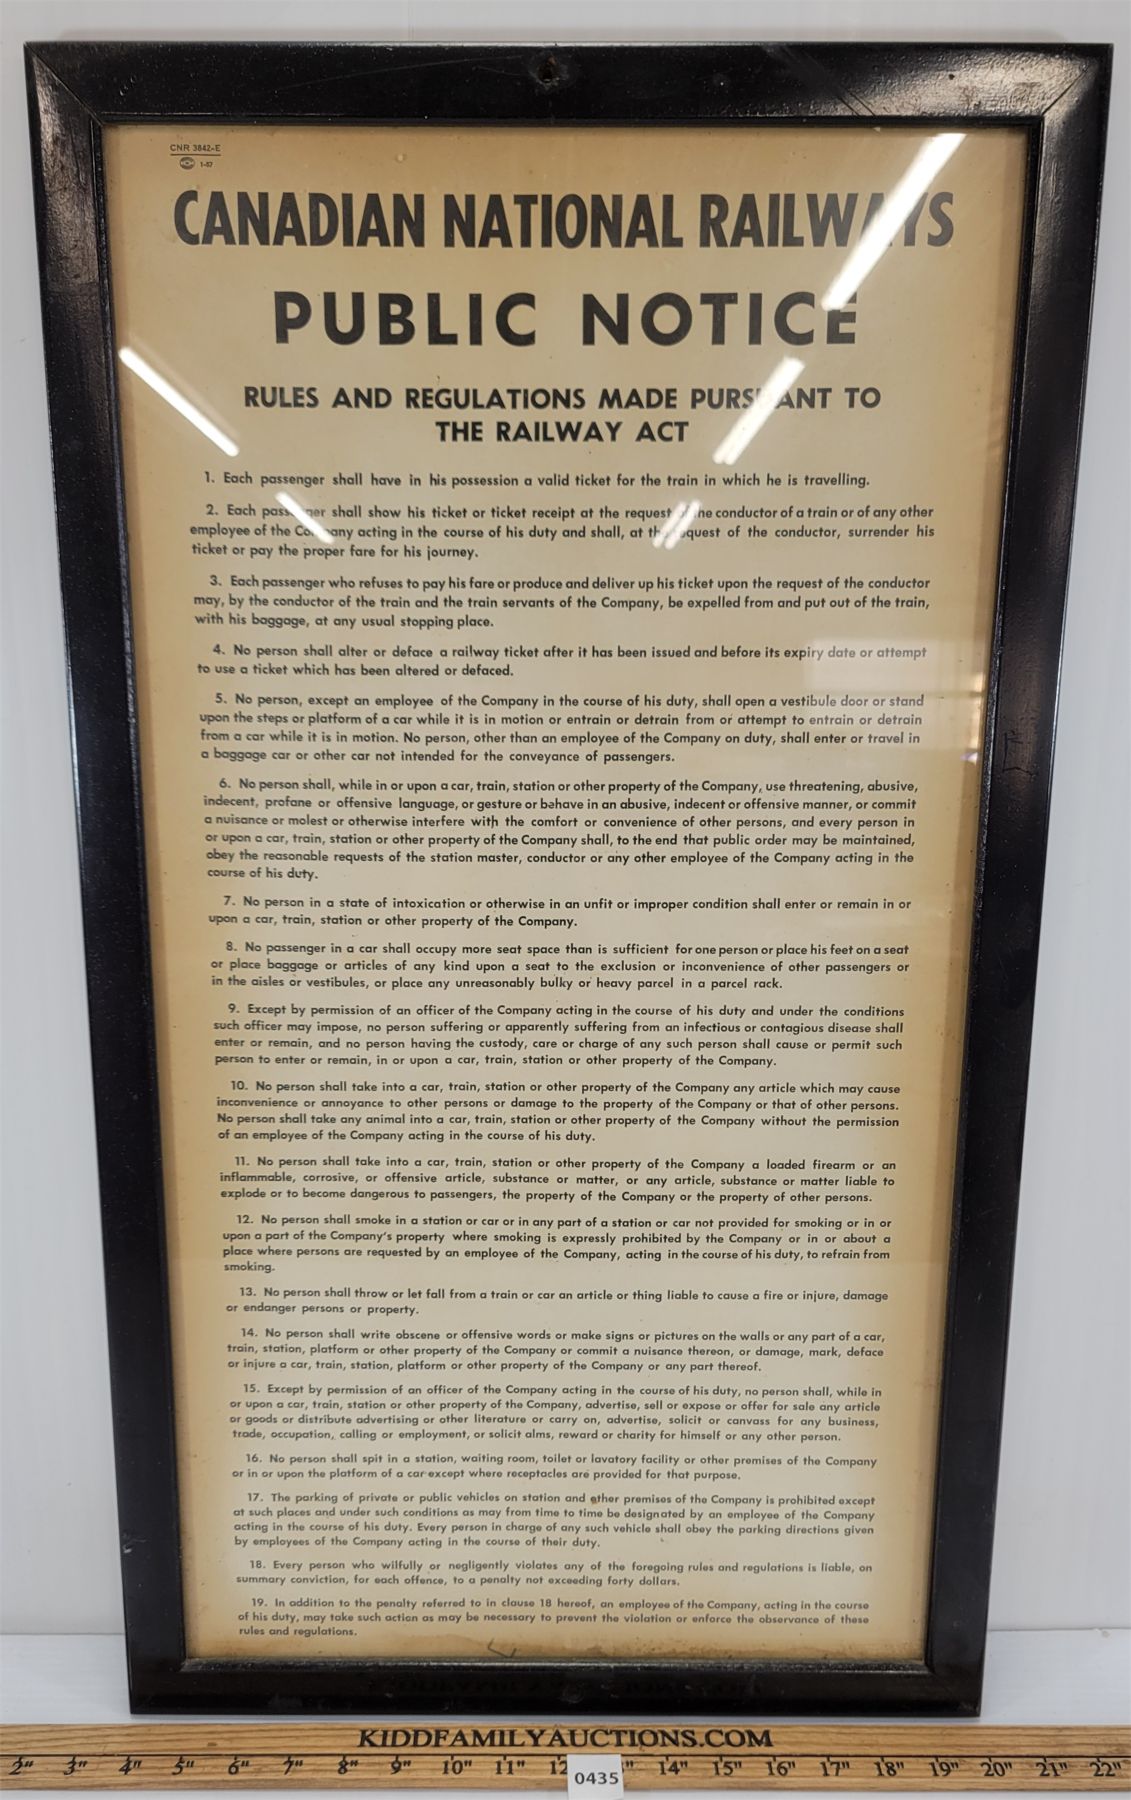 CNR 3842-E
1-57
CANADIAN NATIONAL RAILWAYS
PUBLIC NOTICE
RULES AND REGULATIONS MADE PURSUANT TO
THE RAILWAY ACT
1. Each passenger shall have in his possession a valid ticket for the train in which he is travelling.
2. Each passenger shall show his ticket or ticket receipt at the request of the conductor of a train or of any other
employee of the Company acting in the course of his duty and shall, at the request of the conductor, surrender his
ticket or pay the proper fare for his journey.
3. Each passenger who refuses to pay his fare or produce and deliver up his ticket upon the request of the conductor
may, by the conductor of the train and the train servants of the Company, be expelled from and put out of the train,
with his baggage, at any usual stopping place.
4. No person shall alter or deface a railway ticket after it has been issued and before its expiry date or attempt
to use a ticket which has been altered or defaced.
5. No person, except an employee of the Company in the course of his duty, shall open a vestibule door or stand
upon the steps or platform of a car while it is in motion or entrain or detrain from or attempt to entrain or detrain
from a car while it is in motion. No person, other than an employee of the Company on duty, shall enter or travel in
a baggage car or other car not intended for the conveyance of passengers.
6. No person shall, while in or upon a car, train, station or other property of the Company, use threatening, abusive,
indecent, profane or offensive language, or gesture or behave in an abusive, indecent or offensive manner, or commit
a nuisance or molest or otherwise interfere with the comfort or convenience of other persons, and every person in
or upon a car, train, station or other property of the Company shall, to the end that public order may be maintained,
obey the reasonable requests of the station master, conductor or any other employee of the Company acting in the
course of his duty.
7. No person in a state of intoxication or otherwise in an unfit or improper condition shall enter or remain in or
upon a car, train, station or other property of the Company.
8. No passenger in a car shall occupy more seat space than is sufficient for one person or place his feet on a seat
or place baggage or articles of any kind upon a seat to the exclusion or inconvenience of other passengers or
in the aisles or vestibules, or place any unreasonably bulky or heavy parcel in a parcel rack.
9. Except by permission of an officer of the Company acting in the course of his duty and under the conditions
such officer may impose, no person suffering or apparently suffering from an infectious or contagious disease shall
enter or remain, and no person having the custody, care or charge of any such person shall cause or permit such
person to enter or remain, in or upon a car, train, station or other property of the Company.
10. No person shall take into a car, train, station or other property of the Company any article which may cause
inconvenience or annoyance to other persons or damage to the property of the Company or that of other persons.
No person shall take any animal into a car, train, station or other property of the Company without the permission
of an employee of the Company acting in the course of his duty.
11. No person shall take into a car, train, station or other property of the Company a loaded firearm or an
inflammable, corrosive, or offensive article, substance or matter, or any article, substance or matter liable to
explode or to become dangerous to passengers, the property of the Company or the property of other persons.
12. No person shall smoke in a station or car or in any part of a station or car not provided for smoking or in or
upon a part of the Company's property where smoking is expressly prohibited by the Company or in or about a
place where persons are requested by an employee of the Company, acting in the course of his duty, to refrain from
smoking.
13. No person shall throw or let fall from a train or car an article or thing liable to cause a fire or injure, damage
or endanger persons or property.
14. No person shall write obscene or offensive words or make signs or pictures on the walls or any part of a car,
train, station, platform or other property of the Company or commit a nuisance thereon, or damage, mark, deface
or injure a car, train, station, platform or other property of the Company or any part thereof.
15. Except by permission of an officer of the Company acting in the course of his duty, no person shall, while in
or upon a car, train, station or other property of the Company, advertise, sell or expose or offer for sale any article
or goods or distribute advertising or other literature or carry on, advertise, solicit or canvass for any business,
trade, occupation, calling or employment, or solicit alms, reward or charity for himself or any other person.
16. No person shall spit in a station, waiting room, toilet or lavatory facility or other premises of the Company
or in or upon the platform of a car except where receptacles are provided for that purpose.
17. The parking of private or public vehicles on station and other premises of the Company is prohibited except
at such places and under such conditions as may from time to time be designated by an employee of the Company
acting in the course of his duty. Every person in charge of any such vehicle shall obey the parking directions given
by employees of the Company acting in the course of their duty.
18. Every person who wilfully or negligently violates any of the foregoing rules and regulations is liable, on
summary conviction, for each offence, to a penalty not exceeding forty dollars.
19. In addition to the penalty referred to in clause 18 hereof, an employee of the Company, acting in the course
of his duty, may take such action as may be necessary to prevent the violation or enforce the observance of these
rules and regulations.
KIDDFAMILYAUCTIONS.COM
2" 3" 4" 5" 6" 7" 8" 9" 10" 11" 12 14" 15" 16" 17" 18" 19" 20" 21" 22"
0435